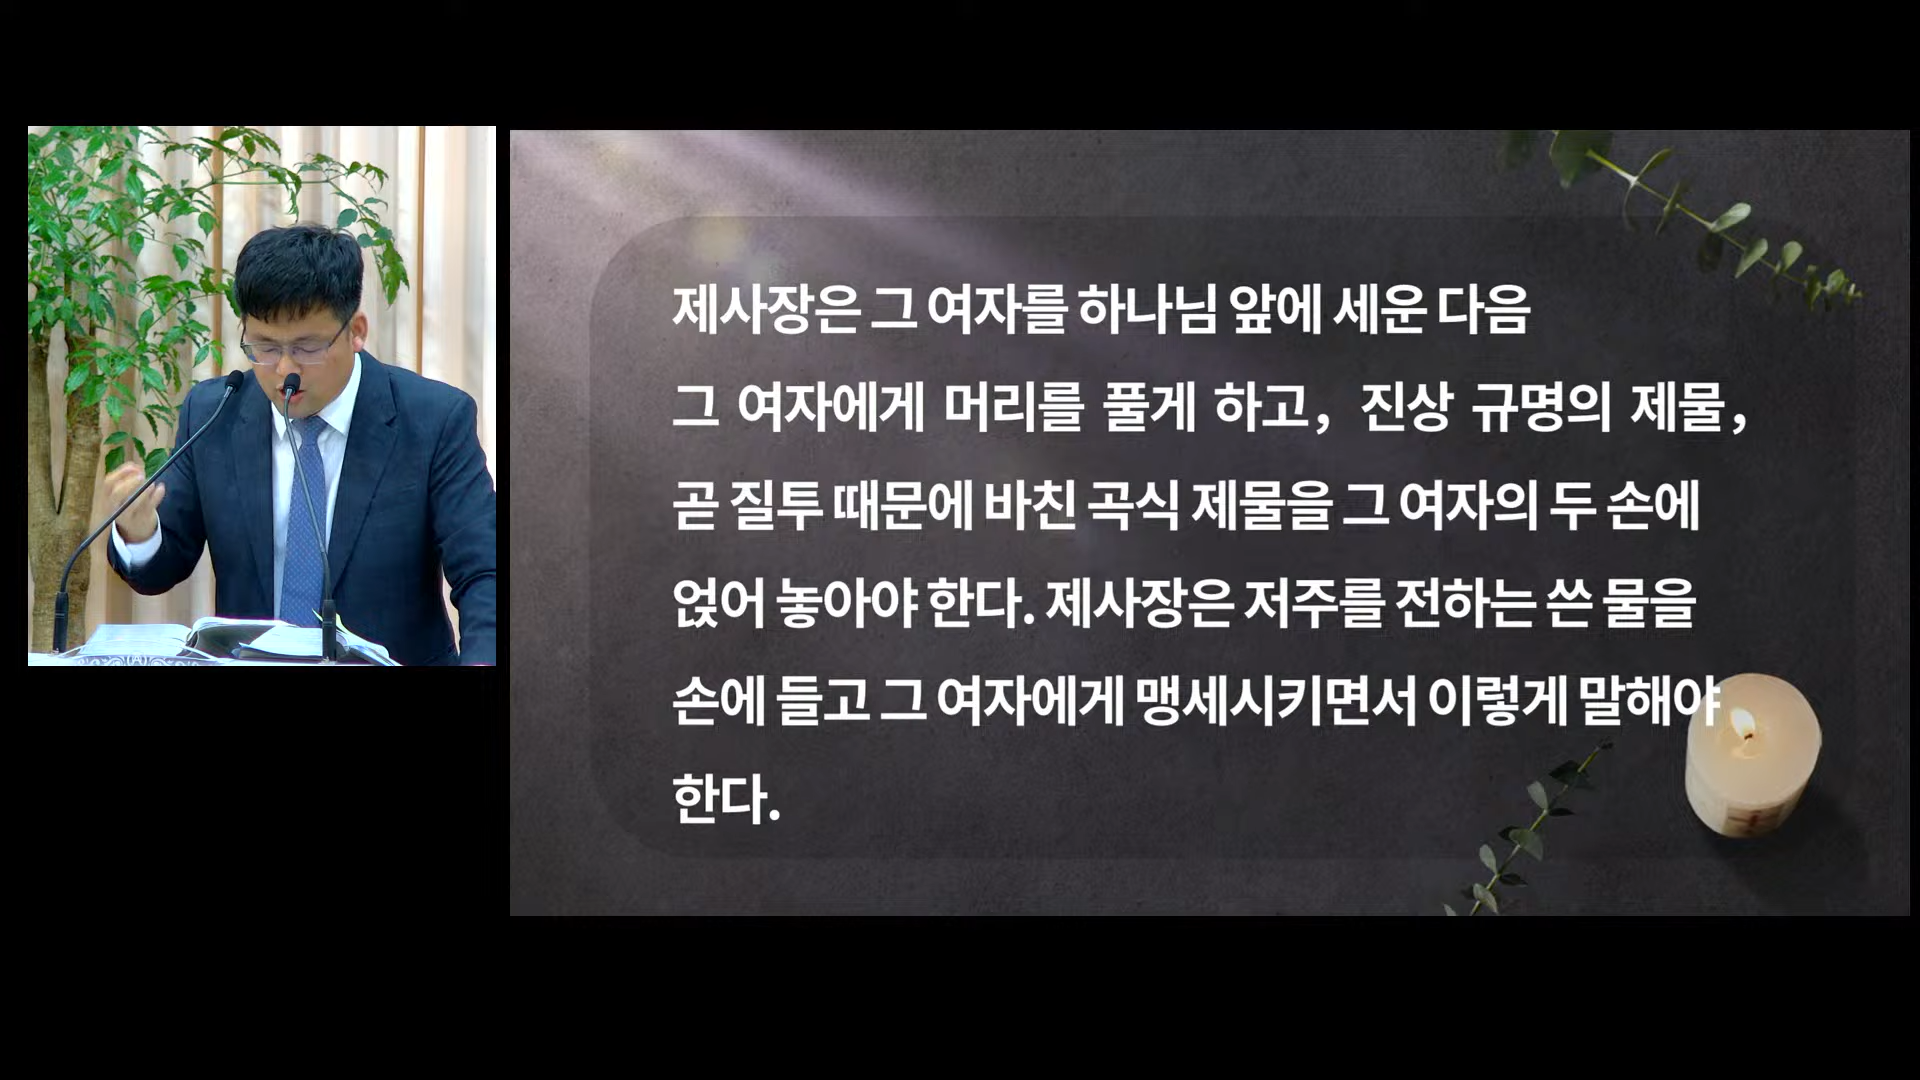 제사장은 그 여자를 하나님 앞에 세운 다음
그 여자에게 머리를 풀게 하고, 진상 규명의 제물,
곧 질투 때문에 바친 곡식 제물을 그 여자의 두 손에
얹어 놓아야 한다. 제사장은 저주를 전하는 쓴 물을
손에 들고 그 여자에게 맹세시키면서 이렇게 말해야
한다.